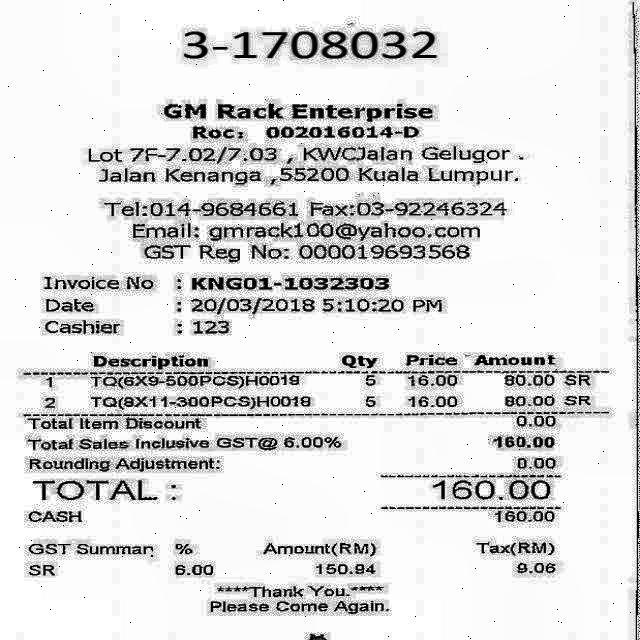 3-1708032
GM Rack Enterprise
Roc: 002016014-D
Lot 7F-7.02/7.03 , KWCJalan Gelugor .
Jalan Kenanga ,55200 Kuala Lumpur.
Tel:014-9684661 Fax:03-92246324
Email: gmrack100@yahoo.com
GST Reg No: 000019693568
Invoice No : KNG01-1032303
Date : 20/03/2018 5:10:20 PM
Cashier : 123
Description Qty Price Amount
1 TQ(6X9-500PCS)H0019 5 16.00 80.00 SR
2 TQ(8X11-300PCS)H0019 5 16.00 80.00 SR
Total Item Discount 0.00
Total Sales Inclusive GST@ 6.00% 160.00
Rounding Adjustment: 0.00
TOTAL : 160.00
CASH 160.00
GST Summar % Amount(RM) Tax(RM)
SR 6.00 150.94 9.06
****Thank You.****
Please Come Again.